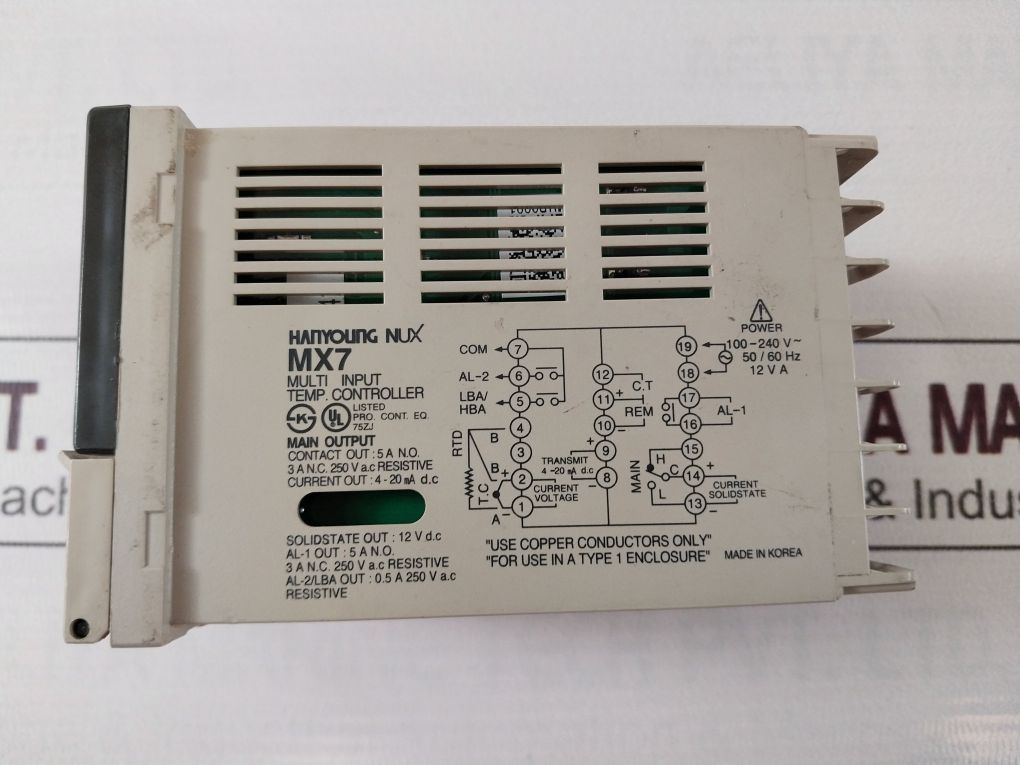 HANYOUNG NUX
MX7
MULTI INPUT
TEMP. CONTROLLER
K
UL
LISTED
PRO. CONT. EQ.
75ZJ
MAIN OUTPUT
CONTACT OUT : 5 A N.O.
3 A N.C. 250 V a.c RESISTIVE
CURRENT OUT : 4 - 20 mA d.c
SOLIDSTATE OUT : 12 V d.c
AL-1 OUT : 5 A N.O.
3 A N.C. 250 V a.c RESISTIVE
AL-2/LBA OUT : 0.5 A 250 V a.c
RESISTIVE
COM
7
AL-2
6
LBA/
HBA
5
4
3
2
1
RTD
B
B
A
T.C
+
-
CURRENT
VOLTAGE
12
11
10
9
8
C.T
+
REM
-
+
TRANSMIT
4 -20 mA d.c
-
19
18
17
16
15
14
13
POWER
100 - 240 V ~
50 / 60 Hz
12 V A
AL-1
MAIN
H
C
L
+
CURRENT
SOLIDSTATE
-
"USE COPPER CONDUCTORS ONLY"
"FOR USE IN A TYPE 1 ENCLOSURE"
MADE IN KOREA
T.
A MA
ach
& Indus